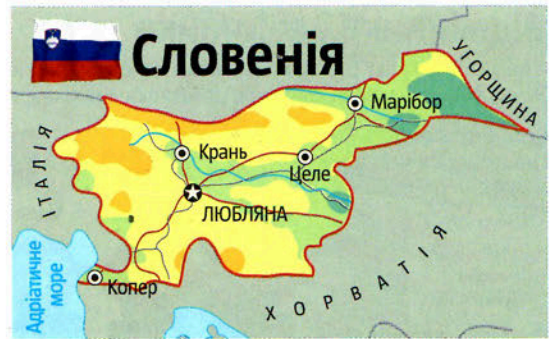 Словенія
УГОРЩИНА
Марібор
Крань
Целе
ІТАЛІЯ
ЛЮБЛЯНА
Адріатичне
море
Копер
ХОРВАТІЯ